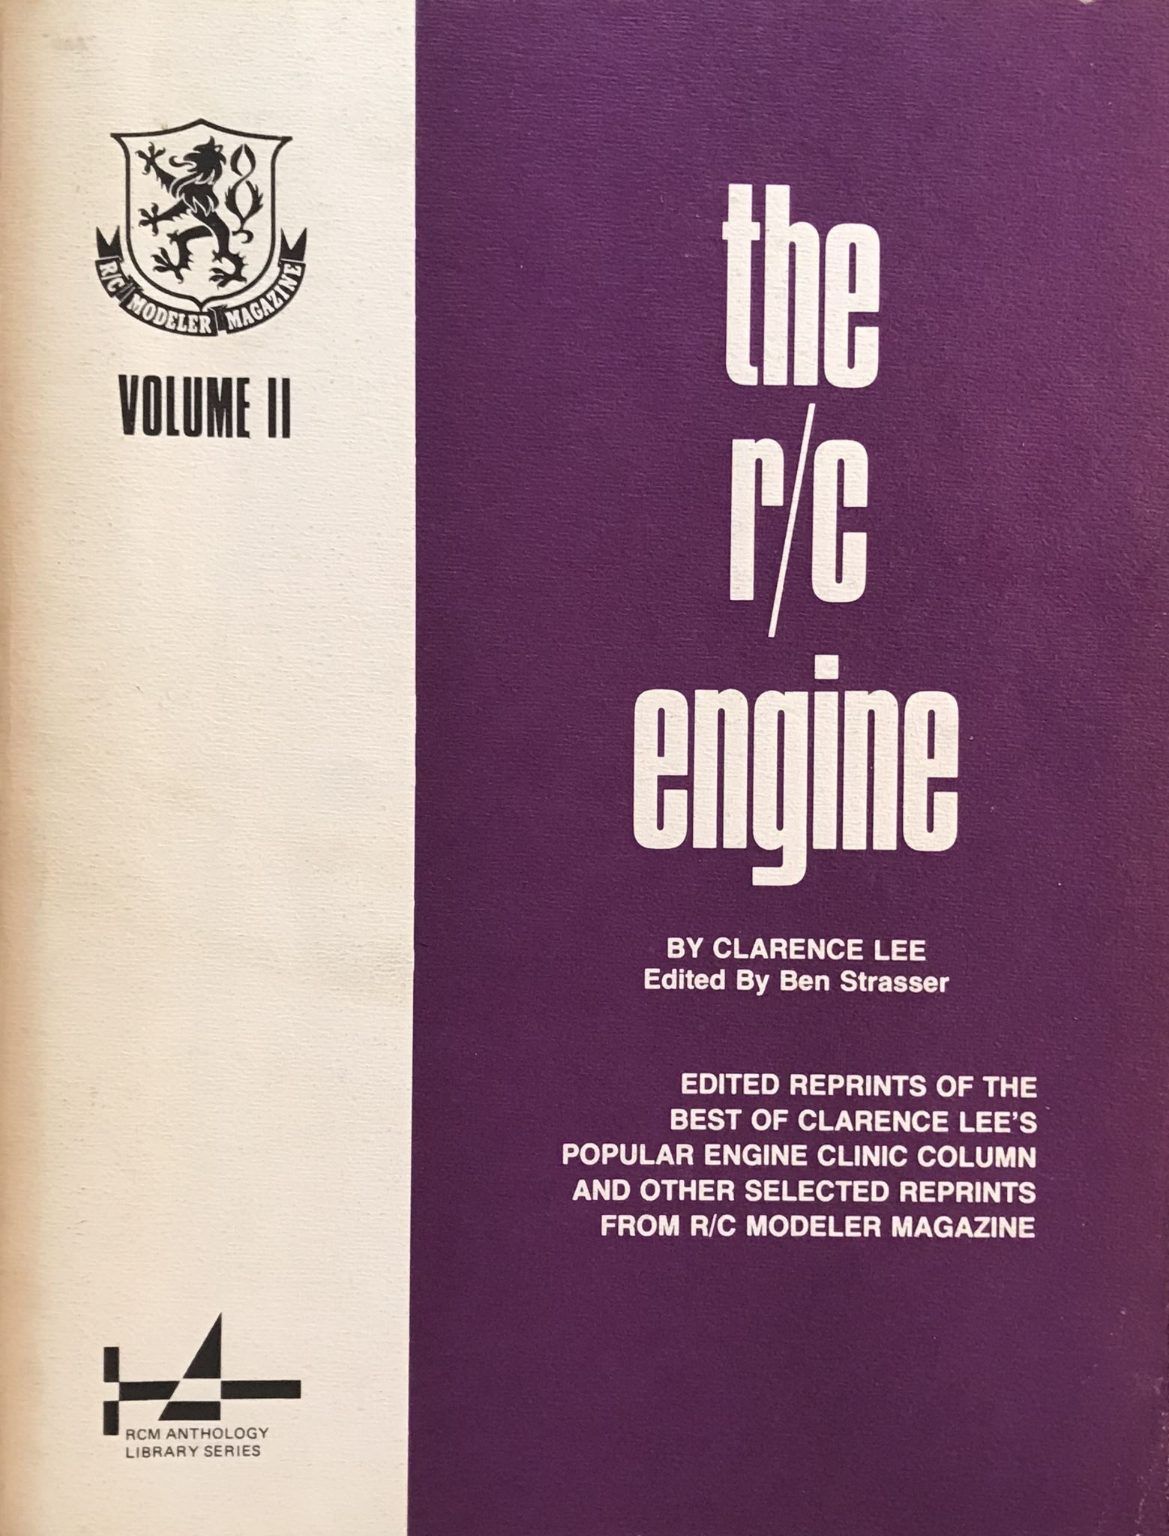 R/C MODELER MAGAZINE
VOLUME II
the
r/c
engine
BY CLARENCE LEE
Edited By Ben Strasser
EDITED REPRINTS OF THE
BEST OF CLARENCE LEE'S
POPULAR ENGINE CLINIC COLUMN
AND OTHER SELECTED REPRINTS
FROM R/C MODELER MAGAZINE
RCM ANTHOLOGY
LIBRARY SERIES